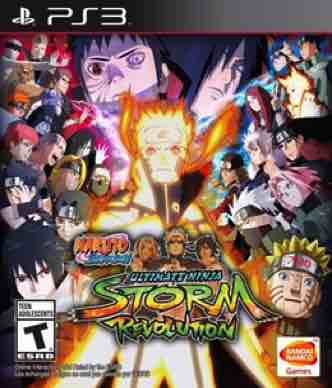 PS3
NARUTO
SHIPPUDEN
ULTIMATE NINJA
STORM
REVOLUTION
TEEN
ADOLESCENTS
T
ESRB
BANDAI
NAMCO
Games